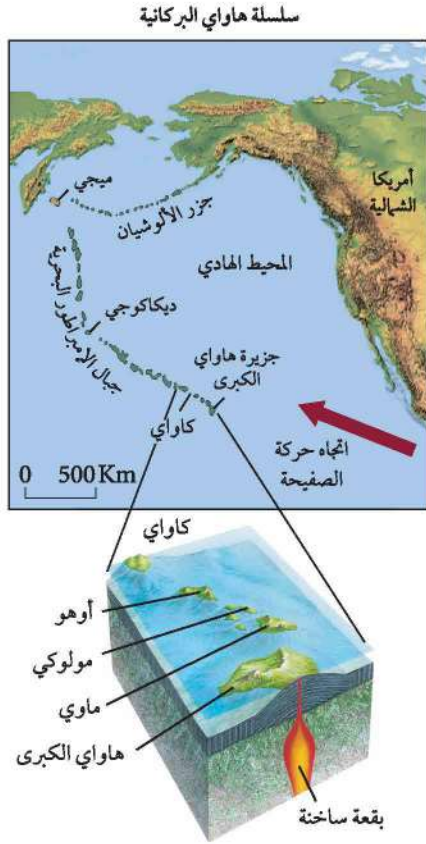 سلسلة هاواي البركانية
أمريكا
الشمالية
ميجي
جزر الألوشيان
المحيط الهادي
جبال الإمبراطور البحرية
ديكاكوجي
جزيرة هاواي
الكبرى
كاواي
اتجاه حركة
الصفيحة
0 500 Km
كاواي
أوهو
مولوكي
ماوي
هاواي الكبرى
بقعة ساخنة